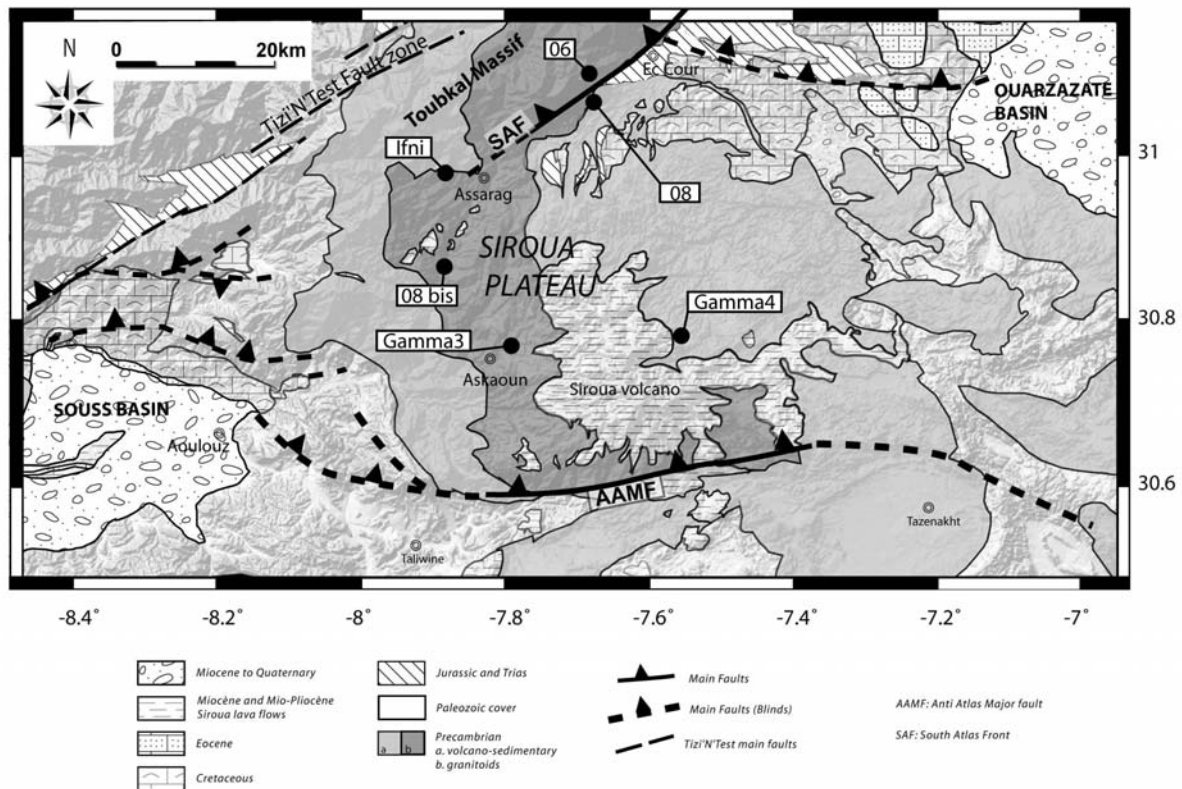 N
0 20km
Tizi'N'Test Fault zone
Toubkal Massif
06
Ec Cour
OUARZAZATE
BASIN
SAF
Ifni
31
Assarag
08
SIROUA
PLATEAU
08 bis
Gamma4
Gamma3
30.8
Askaoun
Siroua volcano
SOUSS BASIN
Aoulouz
AAMF
30.6
Tazenakht
Taliwine
-8.4° -8.2° -8° -7.8° -7.6° -7.4° -7.2° -7°
Miocene to Quaternary
Miocène and Mio-Pliocène
Siroua lava flows
Eocene
Cretaceous
Jurassic and Trias
Paleozoic cover
a b
Precambrian
a. volcano-sedimentary
b. granitoids
Main Faults
Main Faults (Blinds)
Tizi'N'Test main faults
AAMF: Anti Atlas Major fault
SAF: South Atlas Front